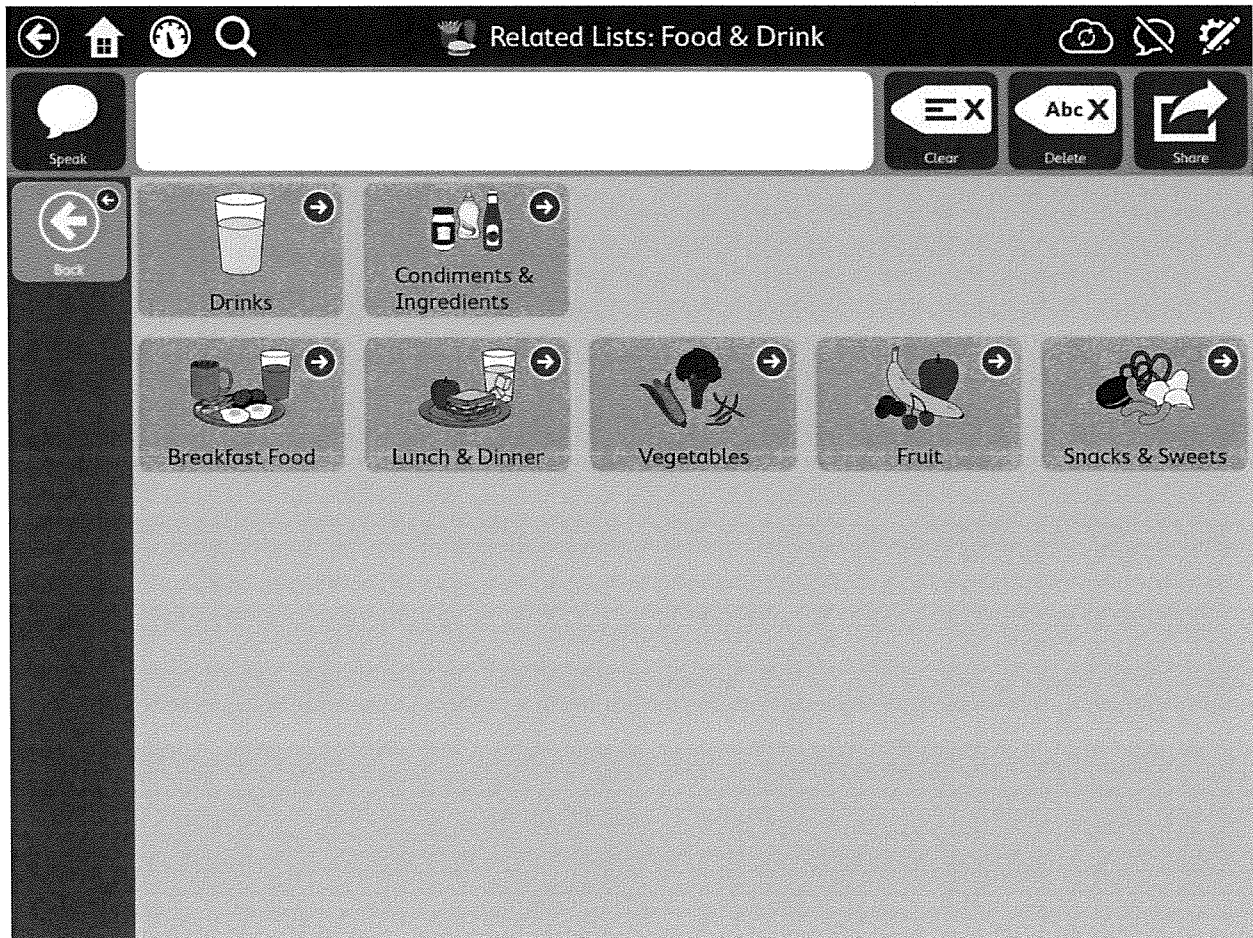 Related Lists: Food & Drink
Speak
Clear
Abc X
Delete
Share
Back
Drinks
Condiments &
Ingredients
Breakfast Food
Lunch & Dinner
Vegetables
Fruit
Snacks & Sweets